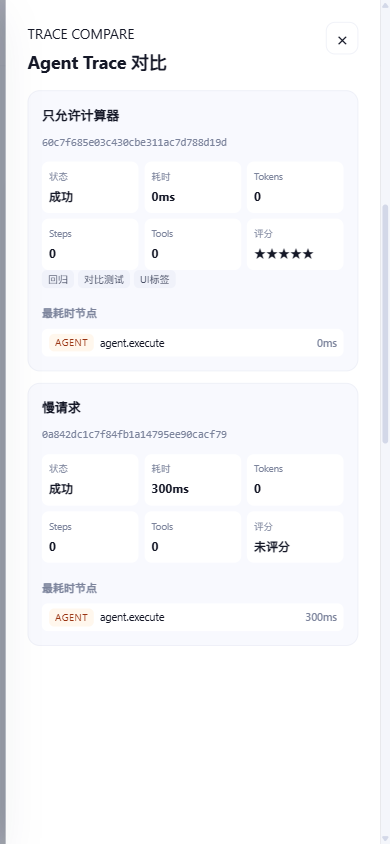 TRACE COMPARE
×
Agent Trace 对比
只允许计算器
60c7f685e03c430cbe311ac7d788d19d
状态 耗时 Tokens
成功 0ms 0
Steps Tools 评分
0 0 ★★★★★
回归 对比测试 UI标签
最耗时节点
AGENT agent.execute 0ms
慢请求
0a842dc1c7f84fb1a14795ee90cacf79
状态 耗时 Tokens
成功 300ms 0
Steps Tools 评分
0 0 未评分
最耗时节点
AGENT agent.execute 300ms